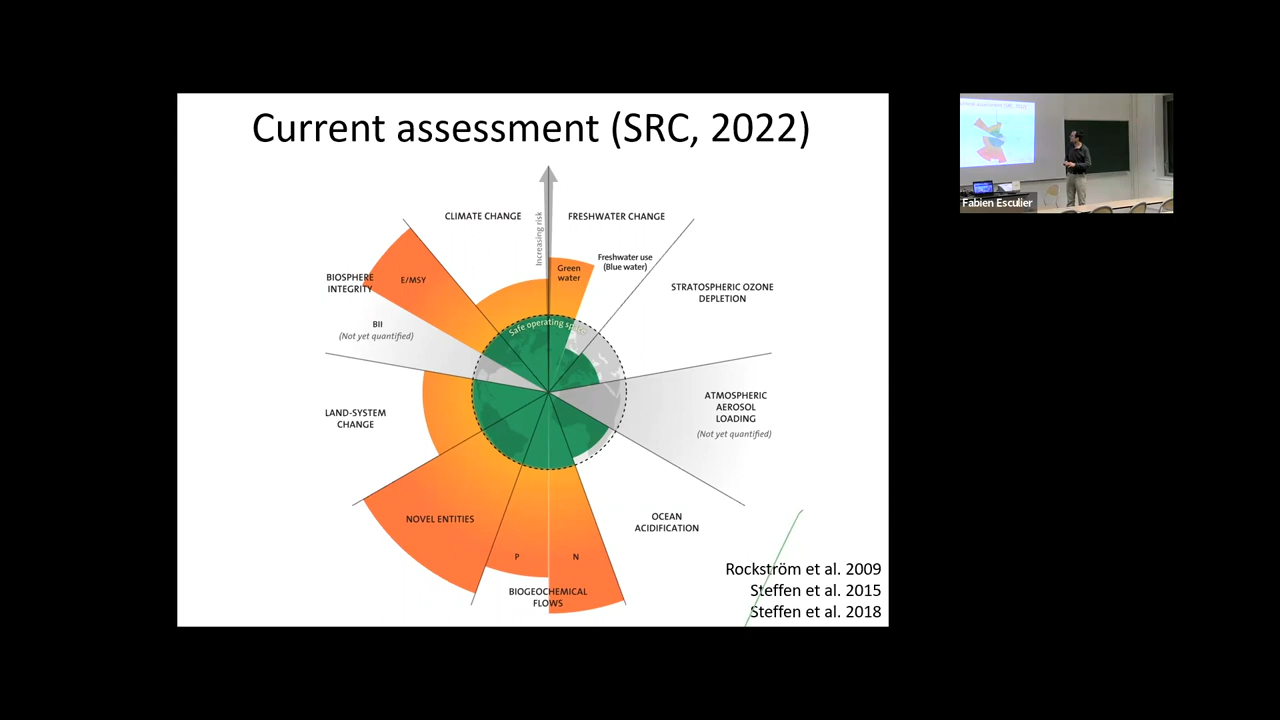 Current assessment (SRC, 2022)
CLIMATE CHANGE
Increasing risk
FRESHWATER CHANGE
Freshwater use
(Blue water)
Green
water
STRATOSPHERIC OZONE
DEPLETION
BIOSPHERE
INTEGRITY
E/MSY
BII
(Not yet quantified)
Safe operating space
ATMOSPHERIC
AEROSOL
LOADING
(Not yet quantified)
LAND-SYSTEM
CHANGE
NOVEL ENTITIES
OCEAN
ACIDIFICATION
P
N
BIOGEOCHEMICAL
FLOWS
Rockström et al. 2009
Steffen et al. 2015
Steffen et al. 2018
Fabien Esculier